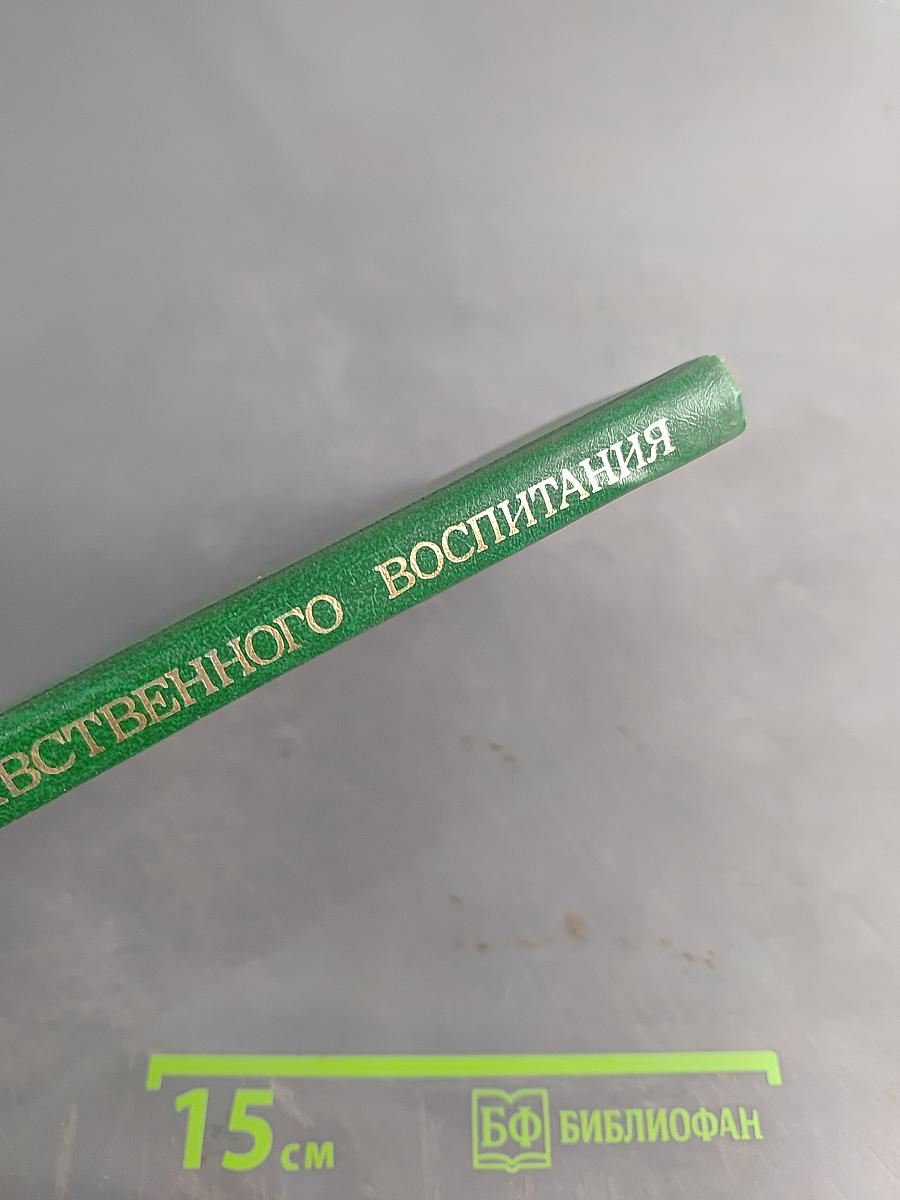 ВСТВЕННОГО ВОСПИТАНИЯ
15 см
БФ БИБЛИОФАН